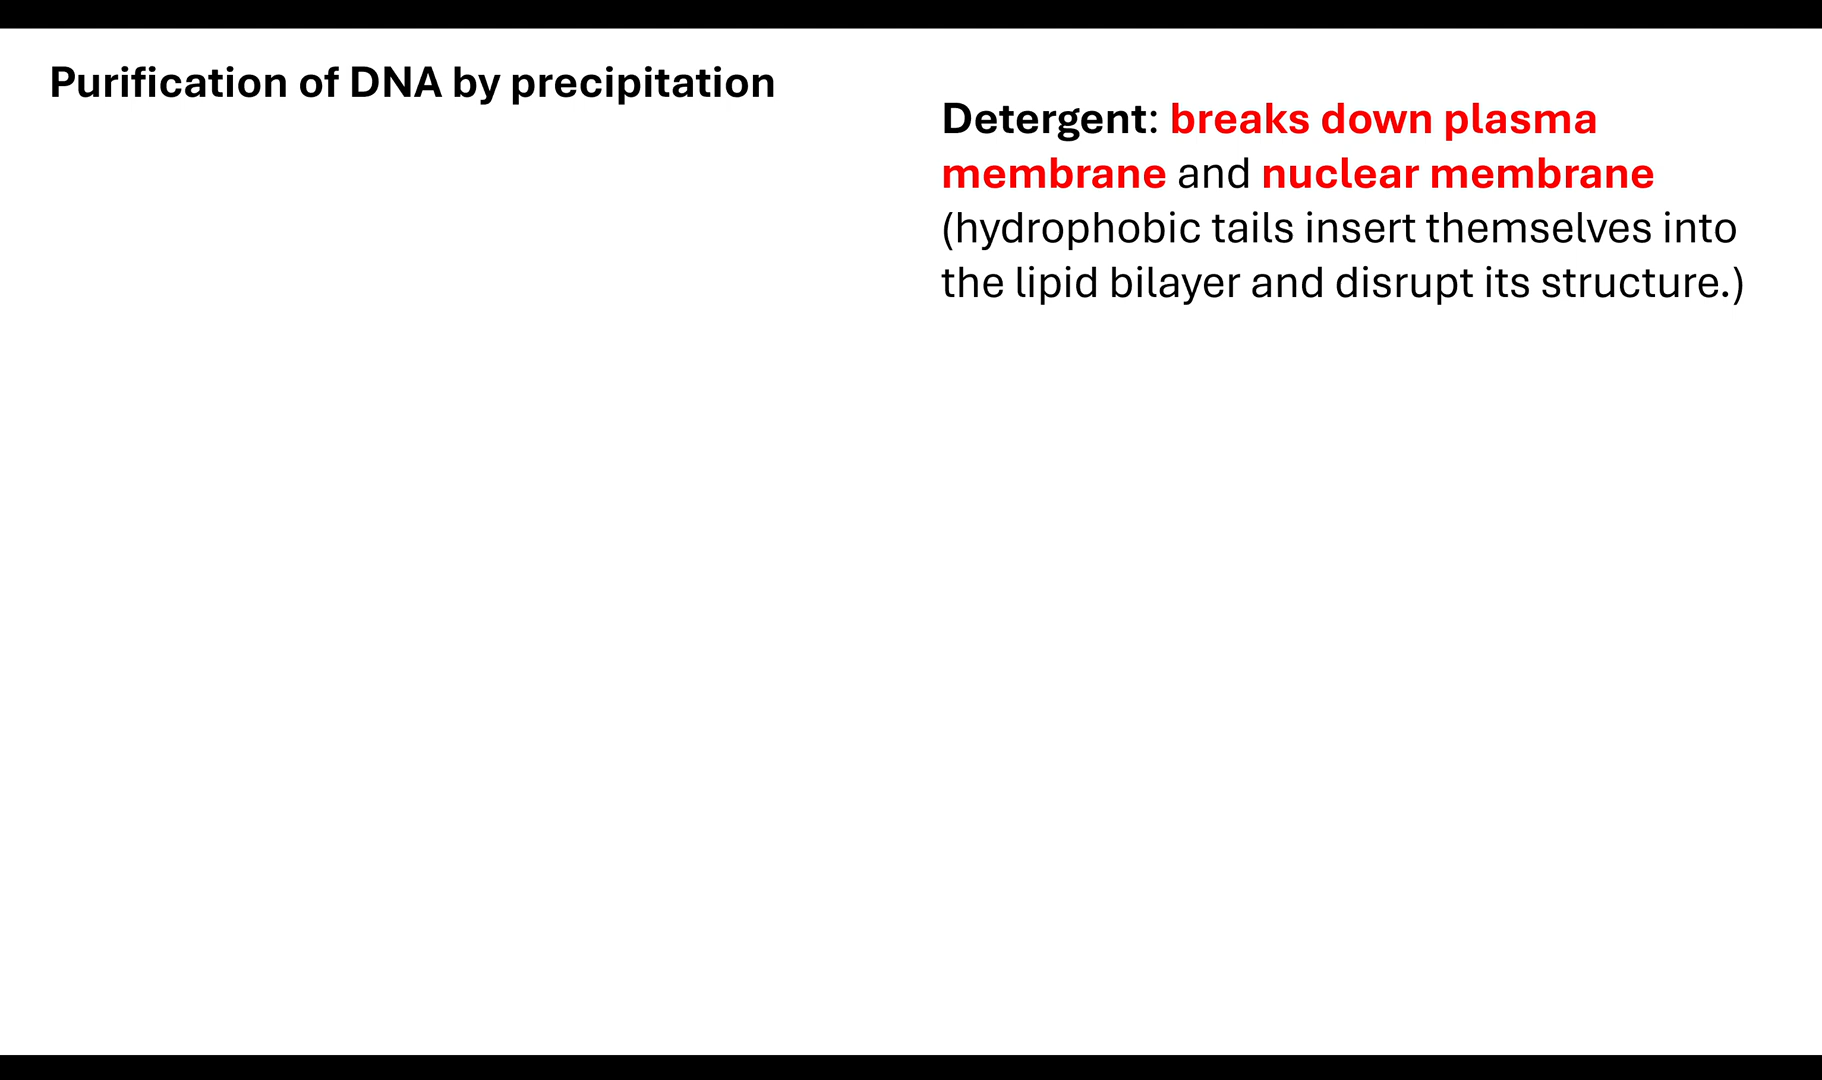 Purification of DNA by precipitation
Detergent: breaks down plasma
membrane and nuclear membrane
(hydrophobic tails insert themselves into
the lipid bilayer and disrupt its structure.)